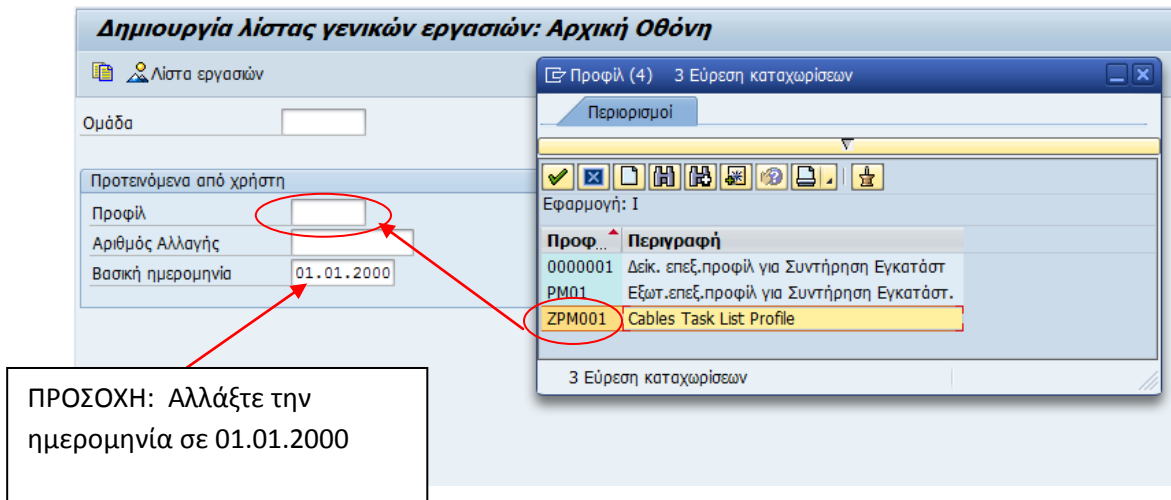 Δημιουργία λίστας γενικών εργασιών: Αρχική Οθόνη
Λίστα εργασιών
Ομάδα
Προτεινόμενα από χρήστη
Προφίλ
Αριθμός Αλλαγής
Βασική ημερομηνία 01.01.2000
ΠΡΟΣΟΧΗ: Αλλάξτε την
ημερομηνία σε 01.01.2000
Προφίλ (4) 3 Εύρεση καταχωρίσεων
Περιορισμοί
Εφαρμογή: I
Προφ... Περιγραφή
0000001 Δείκ. επεξ.προφίλ για Συντήρηση Εγκατάστ
PM01 Εξωτ.επεξ.προφίλ για Συντήρηση Εγκατάστ.
ZPM001 Cables Task List Profile
3 Εύρεση καταχωρίσεων